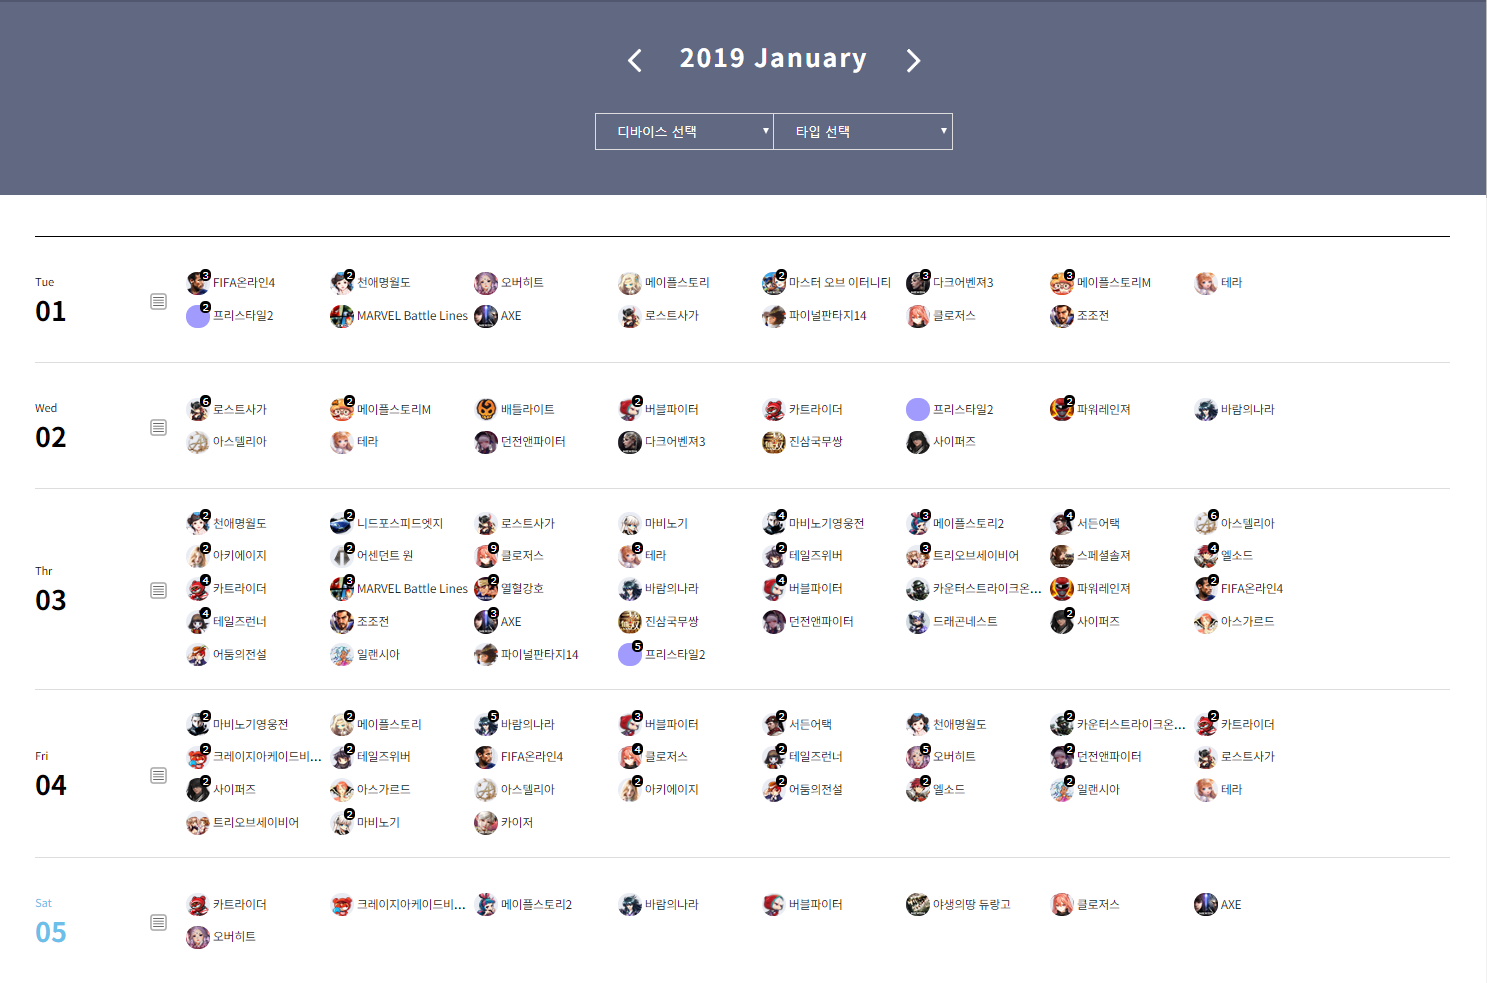 2019 January
디바이스 선택 ▼ 타입 선택 ▼
Tue
01
3 FIFA온라인4 2 천애명월도 오버히트 메이플스토리 2 마스터 오브 이터니티 3 다크어벤져3 3 메이플스토리M 테라
2 프리스타일2 MARVEL Battle Lines AXE 로스트사가 파이널판타지14 클로저스 조조전
Wed
02
6 로스트사가 2 메이플스토리M 배틀라이트 2 버블파이터 카트라이더 프리스타일2 2 파워레인져 바람의나라
아스텔리아 테라 던전앤파이터 다크어벤져3 진삼국무쌍 사이퍼즈
Thr
03
2 천애명월도 2 니드포스피드엣지 로스트사가 마비노기 4 마비노기영웅전 3 메이플스토리2 4 서든어택 6 아스텔리아
2 아키에이지 2 어센던트 원 9 클로저스 3 테라 2 테일즈위버 3 트리오브세이비어 스페셜솔져 4 엘소드
4 카트라이더 3 MARVEL Battle Lines 2 열혈강호 바람의나라 4 버블파이터 카운터스트라이크온... 파워레인져 2 FIFA온라인4
4 테일즈런너 조조전 3 AXE 진삼국무쌍 던전앤파이터 드래곤네스트 2 사이퍼즈 아스가르드
어둠의전설 일랜시아 파이널판타지14 5 프리스타일2
Fri
04
2 마비노기영웅전 2 메이플스토리 5 바람의나라 3 버블파이터 2 서든어택 천애명월도 2 카운터스트라이크온... 2 카트라이더
2 크레이지아케이드비... 2 테일즈위버 FIFA온라인4 4 클로저스 2 테일즈런너 5 오버히트 2 던전앤파이터 로스트사가
2 사이퍼즈 아스가르드 아스텔리아 2 아키에이지 2 어둠의전설 2 엘소드 2 일랜시아 테라
트리오브세이비어 2 마비노기 카이저
Sat
05
카트라이더 크레이지아케이드비... 메이플스토리2 바람의나라 버블파이터 야생의땅 듀랑고 클로저스 AXE
오버히트